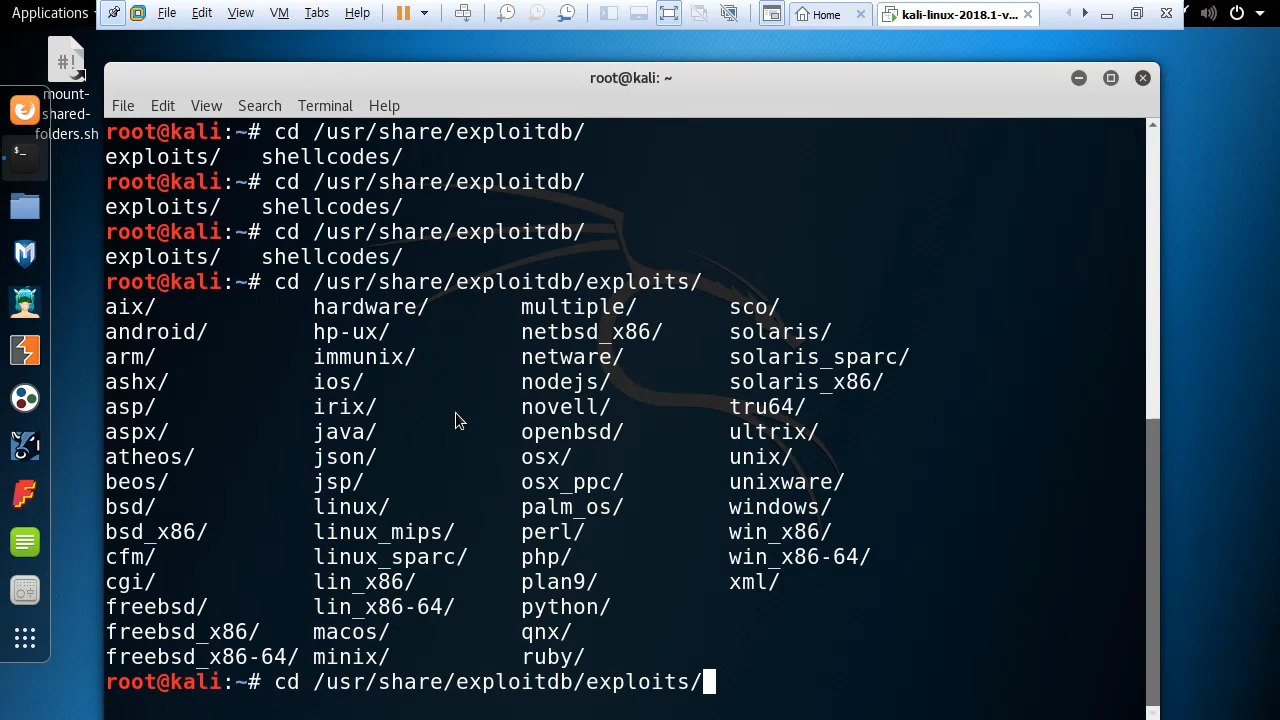 Applications File Edit View VM Tabs Help Home kali-linux-2018.1-v...
#!
mount-
shared-
folders.sh
root@kali: ~
File Edit View Search Terminal Help
root@kali:~# cd /usr/share/exploitdb/
exploits/ shellcodes/
root@kali:~# cd /usr/share/exploitdb/
exploits/ shellcodes/
root@kali:~# cd /usr/share/exploitdb/
exploits/ shellcodes/
root@kali:~# cd /usr/share/exploitdb/exploits/
aix/ hardware/ multiple/ sco/
android/ hp-ux/ netbsd_x86/ solaris/
arm/ immunix/ netware/ solaris_sparc/
ashx/ ios/ nodejs/ solaris_x86/
asp/ irix/ novell/ tru64/
aspx/ java/ openbsd/ ultrix/
atheos/ json/ osx/ unix/
beos/ jsp/ osx_ppc/ unixware/
bsd/ linux/ palm_os/ windows/
bsd_x86/ linux_mips/ perl/ win_x86/
cfm/ linux_sparc/ php/ win_x86-64/
cgi/ lin_x86/ plan9/ xml/
freebsd/ lin_x86-64/ python/
freebsd_x86/ macos/ qnx/
freebsd_x86-64/ minix/ ruby/
root@kali:~# cd /usr/share/exploitdb/exploits/